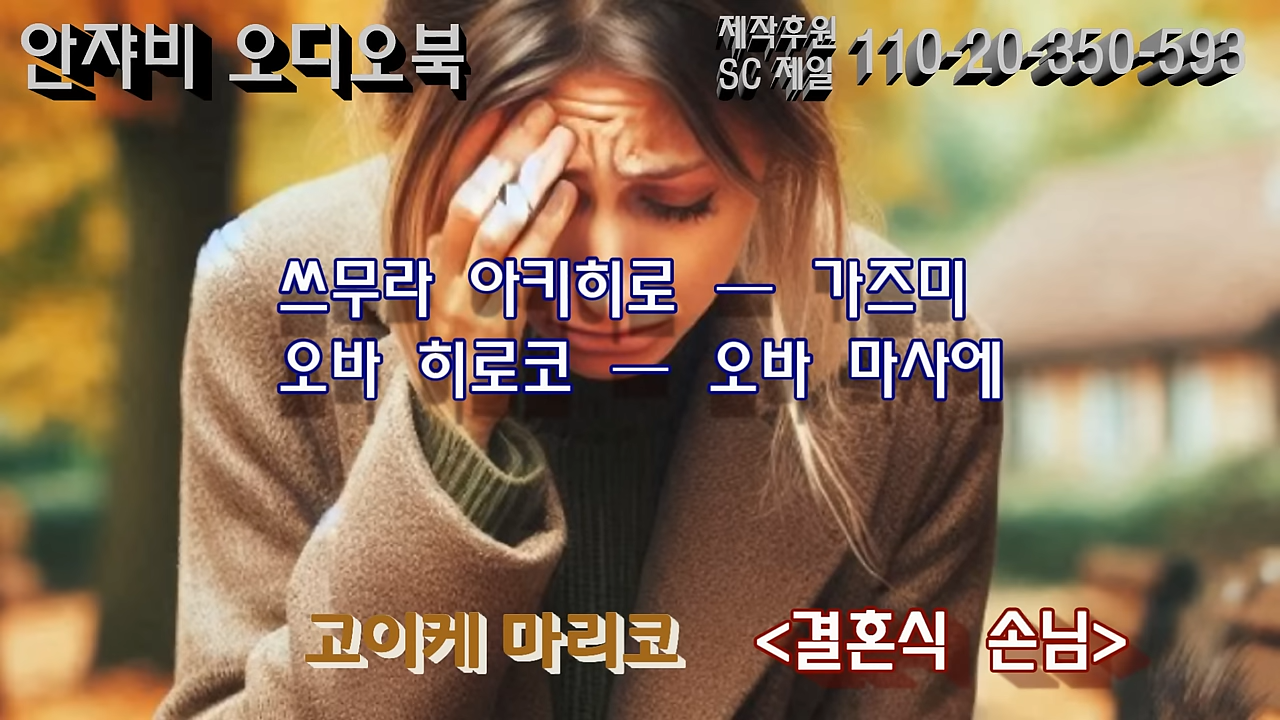 안쟈비 오디오북
제작후원
SC 제일
110-20-350-593
쓰무라 아키히로 — 가즈미
오바 히로코 — 오바 마사에
고이케 마리코 <결혼식 손님>